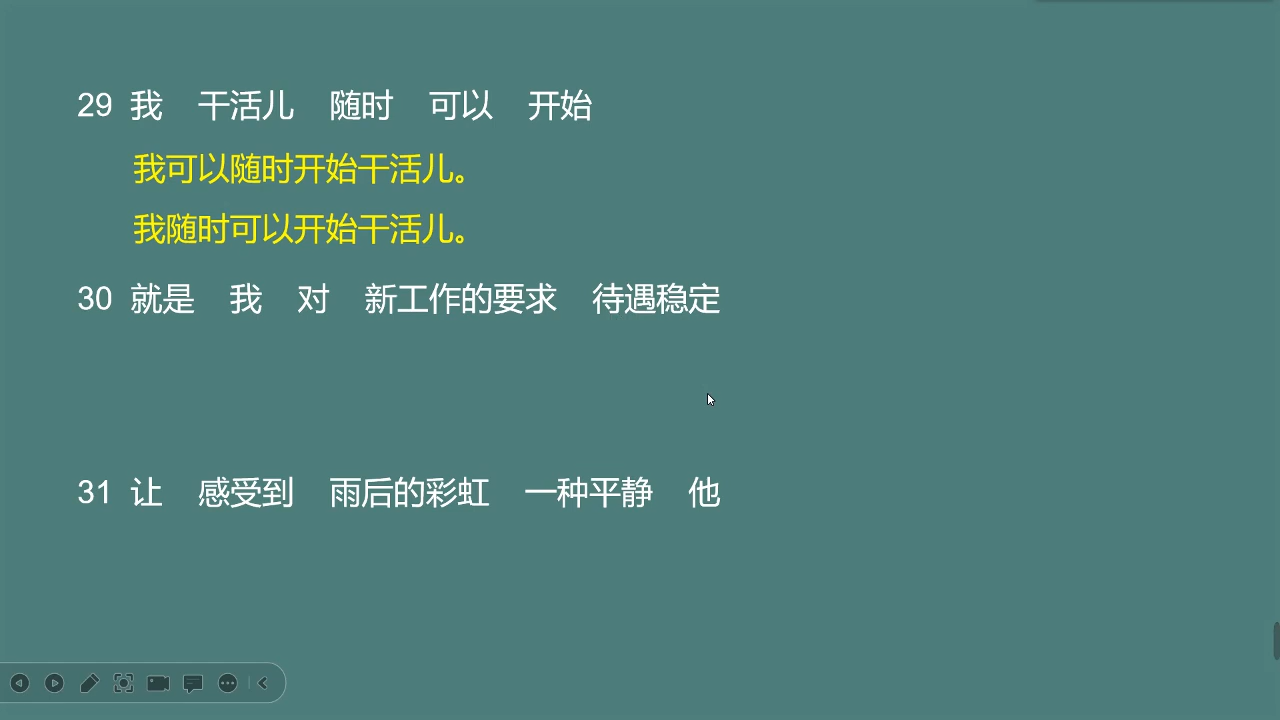 29 我 干活儿 随时 可以 开始
我可以随时开始干活儿。
我随时可以开始干活儿。
30 就是 我 对 新工作的要求 待遇稳定
31 让 感受到 雨后的彩虹 一种平静 他